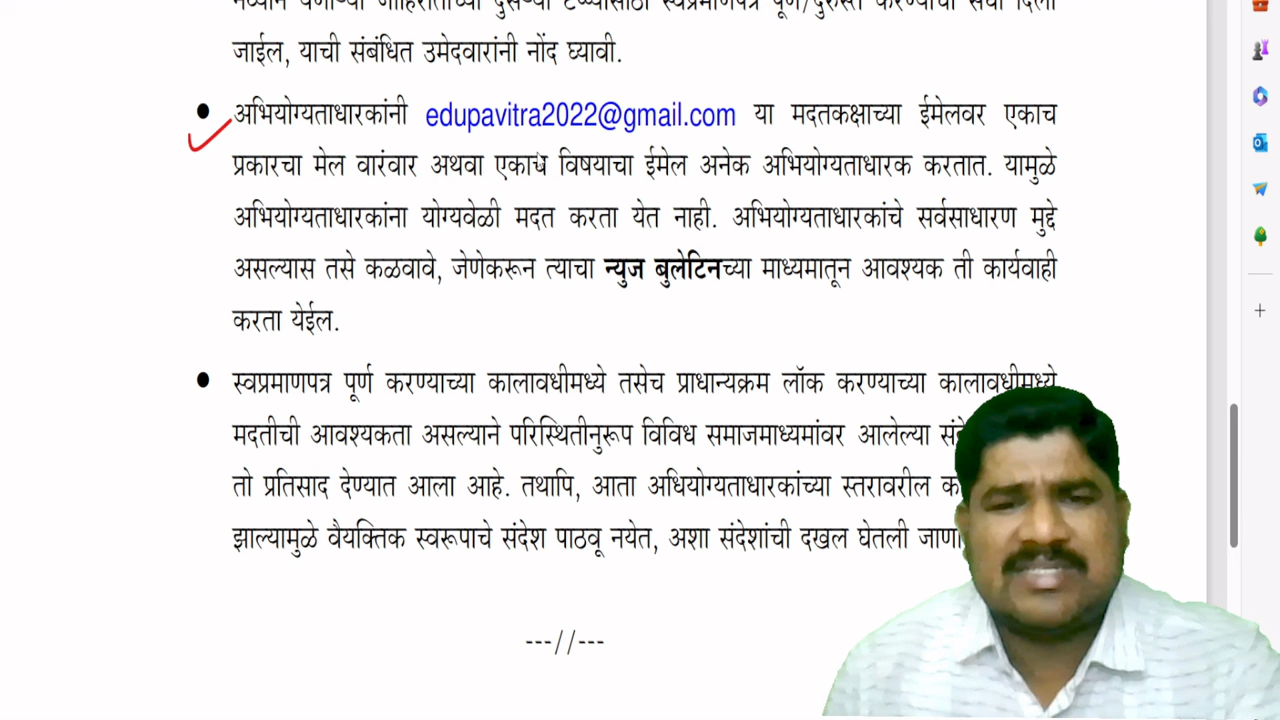 जाईल, याची संबंधित उमेदवारांनी नोंद घ्यावी.
अभियोग्यताधारकांनी edupavitra2022@gmail.com या मदतकक्षाच्या ईमेलवर एकाच
प्रकारचा मेल वारंवार अथवा एकाच विषयाचा ईमेल अनेक अभियोग्यताधारक करतात. यामुळे
अभियोग्यताधारकांना योग्यवेळी मदत करता येत नाही. अभियोग्यताधारकांचे सर्वसाधारण मुद्दे
असल्यास तसे कळवावे, जेणेकरून त्याचा न्युज बुलेटिनच्या माध्यमातून आवश्यक ती कार्यवाही
करता येईल.
स्वप्रमाणपत्र पूर्ण करण्याच्या कालावधीमध्ये तसेच प्राधान्यक्रम लॉक करण्याच्या कालावधीमध्ये
मदतीची आवश्यकता असल्याने परिस्थितीनुरूप विविध समाजमाध्यमांवर आलेल्या
तो प्रतिसाद देण्यात आला आहे. तथापि, आता अधियोग्यताधारकांच्या स्तरावरील
झाल्यामुळे वैयक्तिक स्वरूपाचे संदेश पाठवू नयेत, अशा संदेशांची दखल घेतली
---//---